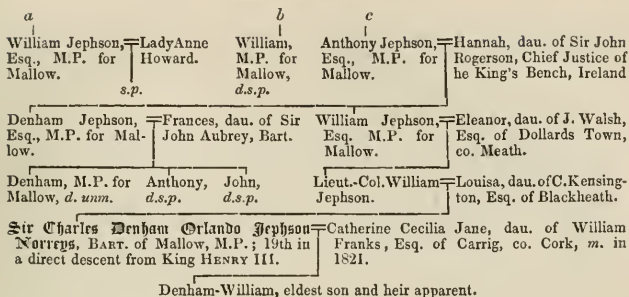 a b c
William Jephson, Lady Anne William, Anthony Jephson, Hannah, dau. of Sir John
Esq., M.P. for Howard. M.P. for Esq., M.P. for Rogerson, Chief Justice of
Mallow. Mallow, Mallow. he King's Bench, Ireland
s.p. d.s.p.
Denham Jephson, Frances, dau. of Sir William Jephson, Eleanor, dau. of J. Walsh,
Esq., M.P. for Mal- John Aubrey, Bart. Esq. M.P. for Esq. of Dollards Town,
low. Mallow. co. Meath.
Denham, M.P. for Anthony, John, Lieut.-Col. William Louisa, dau. of C. Kensing-
Mallow, d. unm. d.s.p. d.s.p. Jephson. ton, Esq. of Blackheath.
Sir Charles Denham Orlando Jephson Catherine Cecilia Jane, dau. of William
Norreys, BART. of Mallow, M.P.; 19th in Franks, Esq. of Carrig, co. Cork, m. in
a direct descent from King HENRY III. 1821.
Denham-William, eldest son and heir apparent.